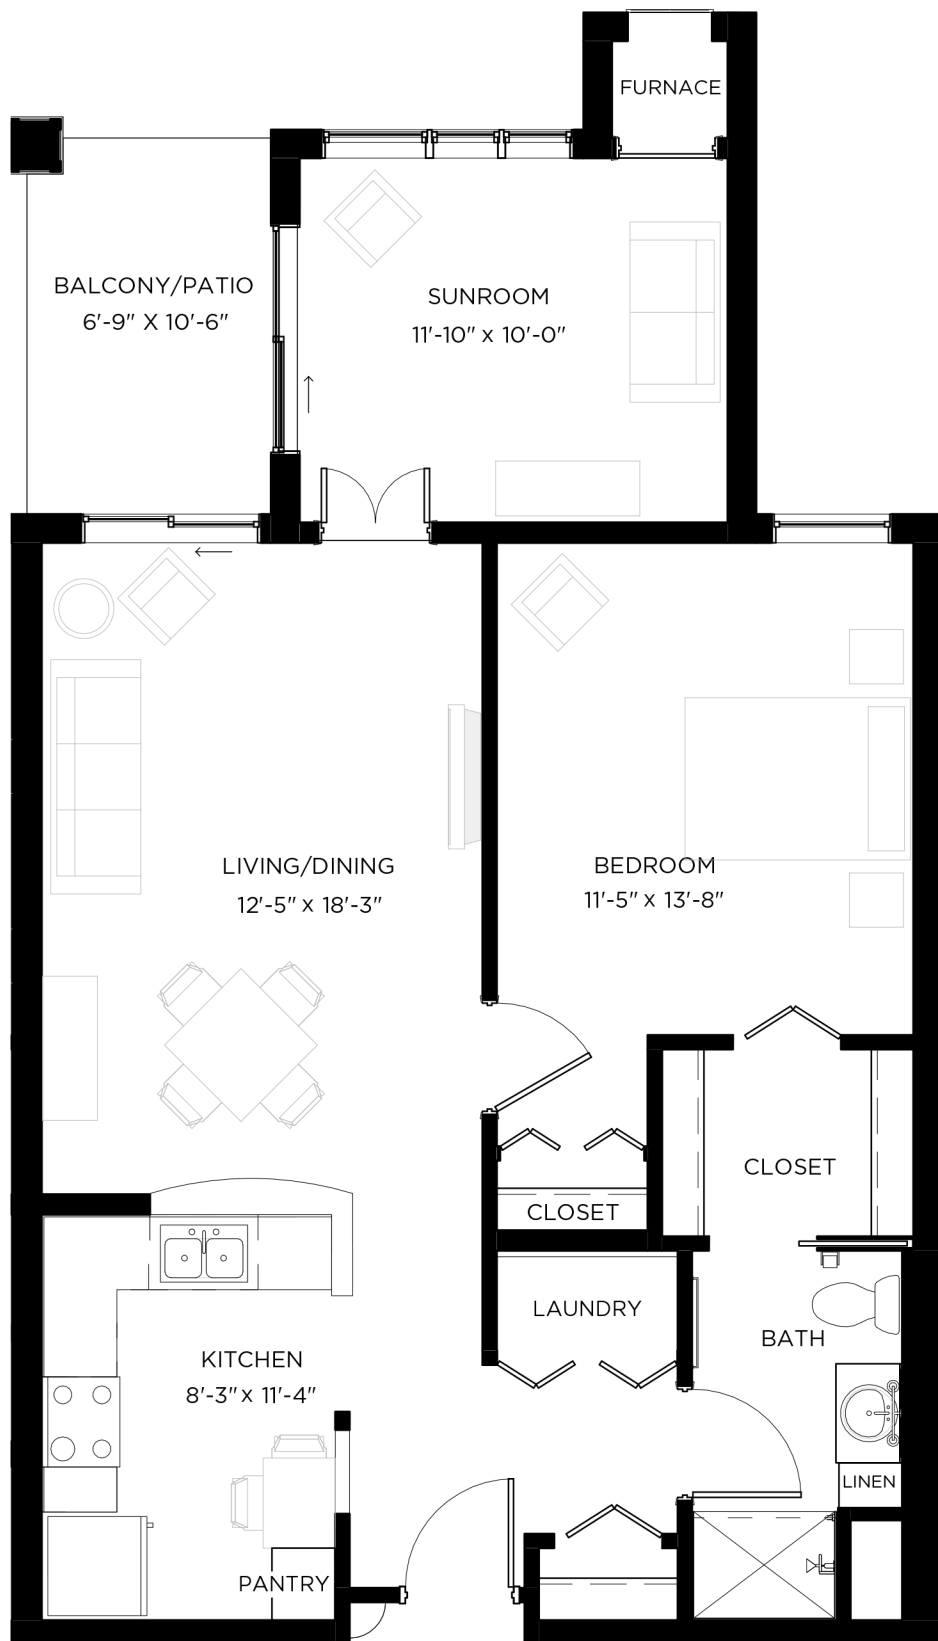 FURNACE
BALCONY/PATIO
6'-9" X 10'-6"
SUNROOM
11'-10" x 10'-0"
LIVING/DINING
12'-5" x 18'-3"
BEDROOM
11'-5" x 13'-8"
CLOSET
CLOSET
LAUNDRY
BATH
KITCHEN
8'-3" x 11'-4"
LINEN
PANTRY